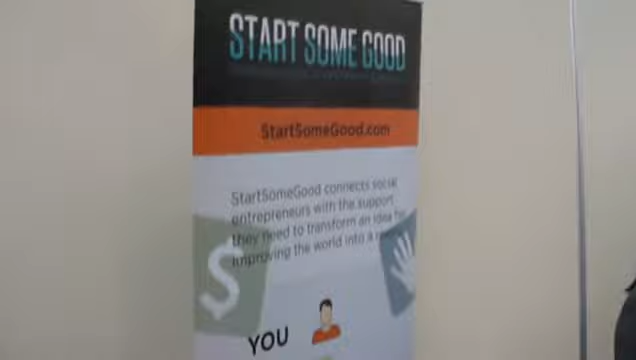 START SOME GOOD
StartSomeGood.com
StartSomeGood connects social
entrepreneurs with the support
they need to transform an idea for
improving the world into a
$
YOU